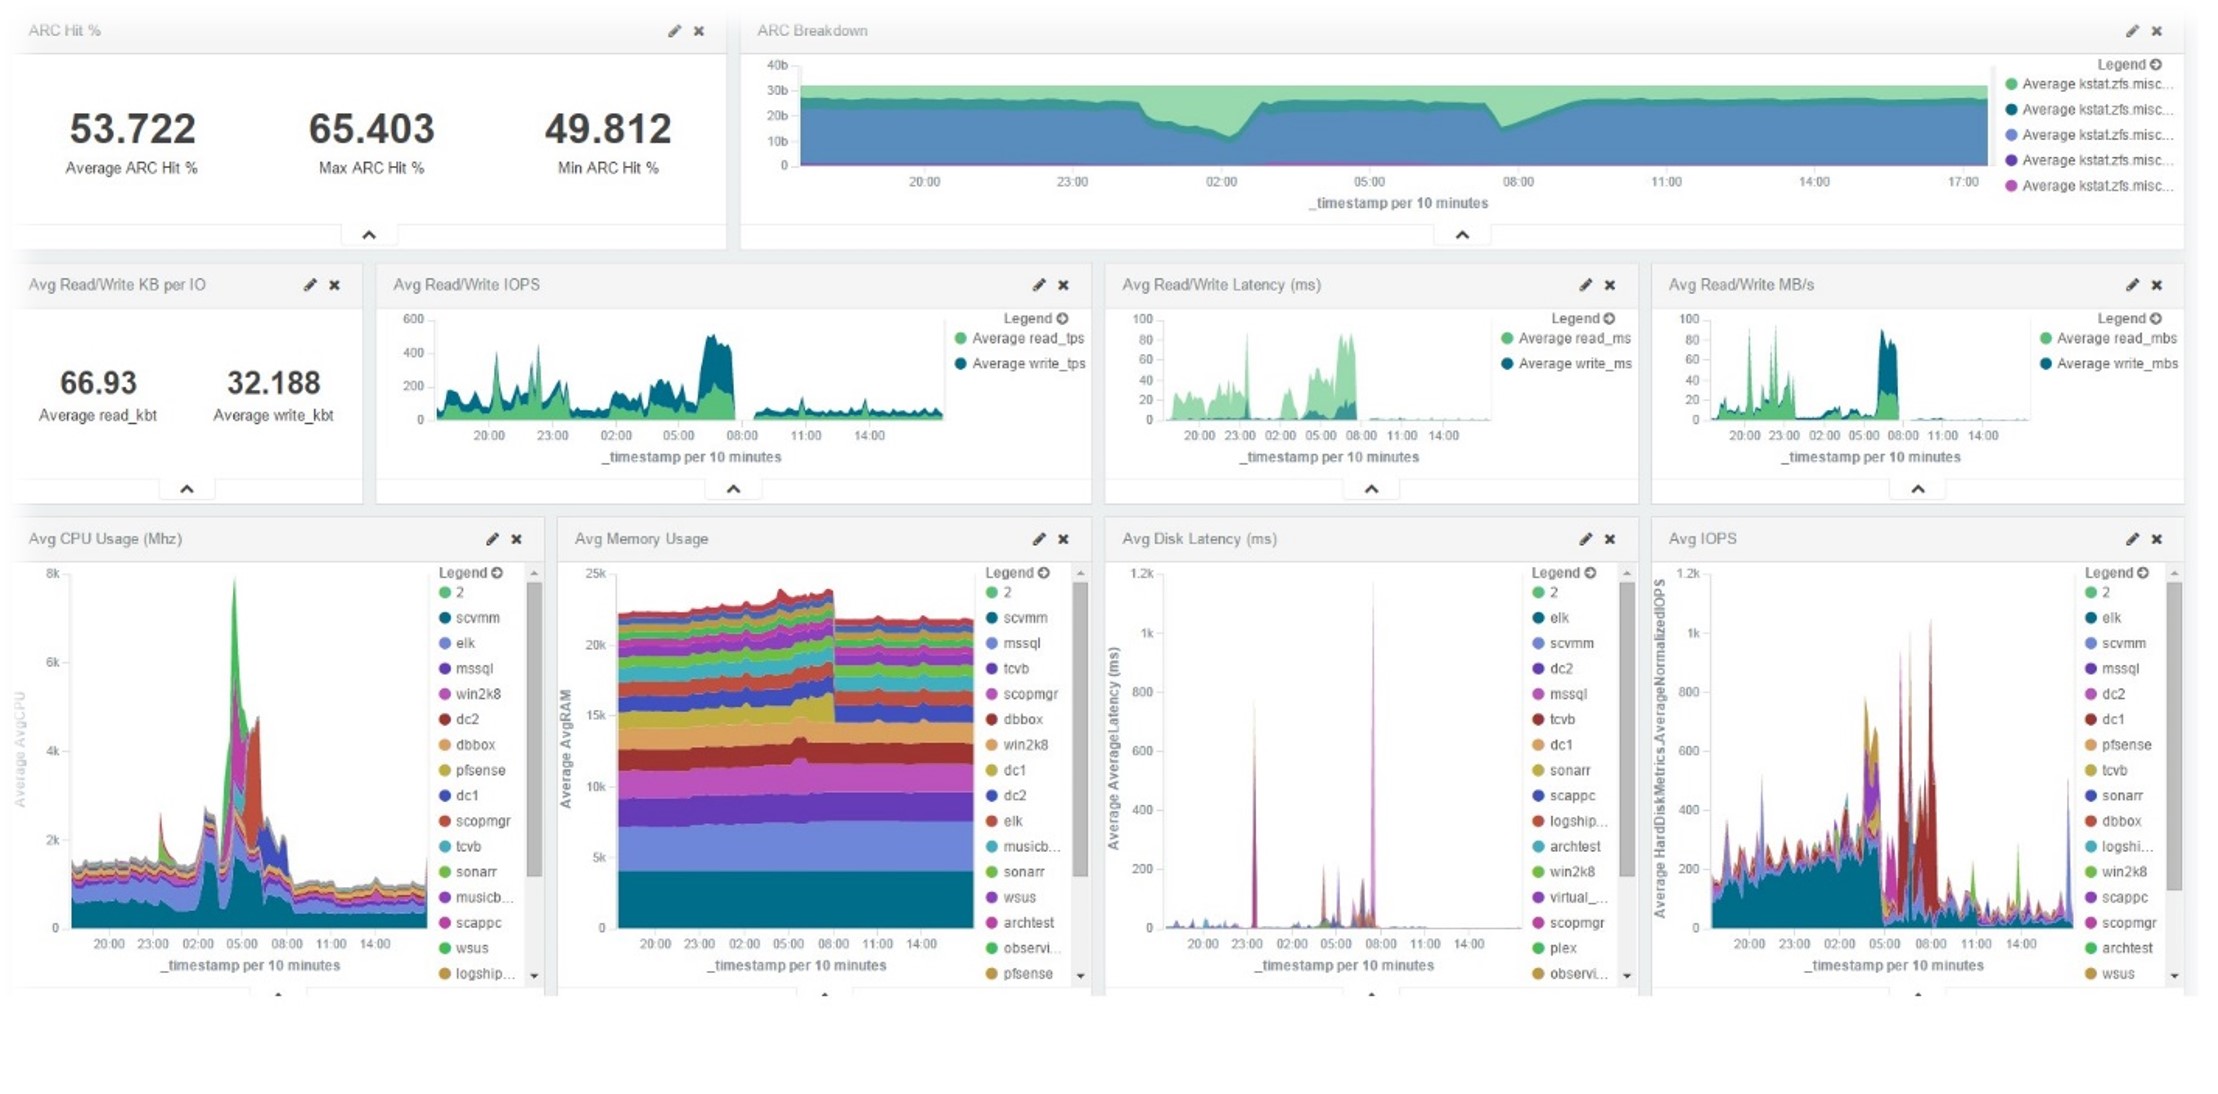 ARC Hit %
53.722 65.403 49.812
Average ARC Hit % Max ARC Hit % Min ARC Hit %
ARC Breakdown
40b
30b
20b
10b
0
20:00 23:00 02:00 05:00 08:00 11:00 14:00 17:00
_timestamp per 10 minutes
Legend
Average kstat.zfs.misc...
Average kstat.zfs.misc...
Average kstat.zfs.misc...
Average kstat.zfs.misc...
Average kstat.zfs.misc...
Avg Read/Write KB per IO
66.93 32.188
Average read_kbt Average write_kbt
Avg Read/Write IOPS
600
400
200
0
20:00 23:00 02:00 05:00 08:00 11:00 14:00
_timestamp per 10 minutes
Legend
Average read_tps
Average write_tps
Avg Read/Write Latency (ms)
100
80
60
40
20
0
20:00 23:00 02:00 05:00 08:00 11:00 14:00
_timestamp per 10 minutes
Legend
Average read_ms
Average write_ms
Avg Read/Write MB/s
100
80
60
40
20
0
20:00 23:00 02:00 05:00 08:00 11:00 14:00
_timestamp per 10 minutes
Legend
Average read_mbs
Average write_mbs
Avg CPU Usage (Mhz)
Average AvgCPU
8k
6k
4k
2k
0
20:00 23:00 02:00 05:00 08:00 11:00 14:00
_timestamp per 10 minutes
Legend
2
scvmm
elk
mssql
win2k8
dc2
dbbox
pfsense
dc1
scopmgr
tcvb
sonarr
musicb...
scappc
wsus
logship...
Avg Memory Usage
Average AvgRAM
25k
20k
15k
10k
5k
0
20:00 23:00 02:00 05:00 08:00 11:00 14:00
_timestamp per 10 minutes
Legend
2
scvmm
mssql
tcvb
scopmgr
dbbox
win2k8
dc1
dc2
elk
musicb...
sonarr
wsus
archtest
observi...
pfsense
Avg Disk Latency (ms)
Average AverageLatency (ms)
1.2k
1k
800
600
400
200
0
20:00 23:00 02:00 05:00 08:00 11:00 14:00
_timestamp per 10 minutes
Legend
2
elk
scvmm
dc2
mssql
tcvb
dc1
sonarr
scappc
logship...
archtest
win2k8
virtual_...
scopmgr
plex
observi...
Avg IOPS
Average HardDiskMetrics.AverageNormalizedIOPS
1.2k
1k
800
600
400
200
0
20:00 23:00 02:00 05:00 08:00 11:00 14:00
_timestamp per 10 minutes
Legend
2
elk
scvmm
mssql
dc2
dc1
pfsense
tcvb
sonarr
dbbox
logshi...
win2k8
scappc
scopmgr
archtest
wsus